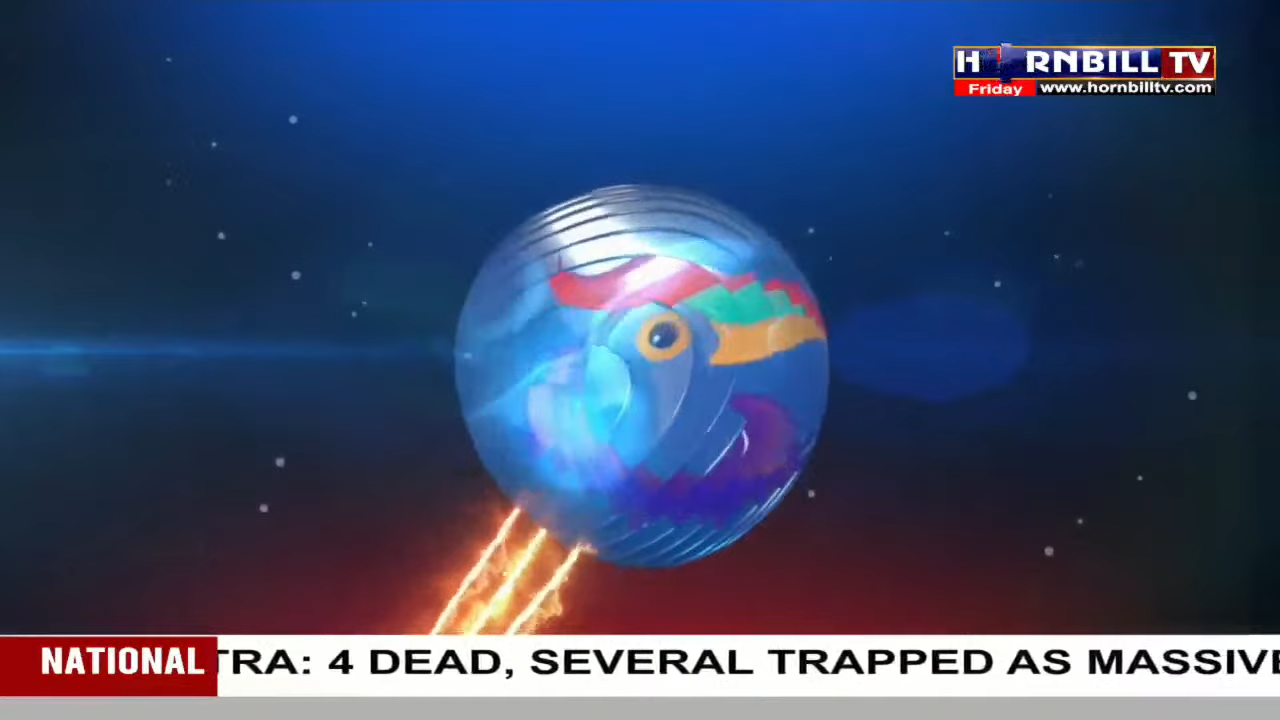 HORNBILL TV
Friday www.hornbilltv.com
NATIONAL TRA: 4 DEAD, SEVERAL TRAPPED AS MASSIVE